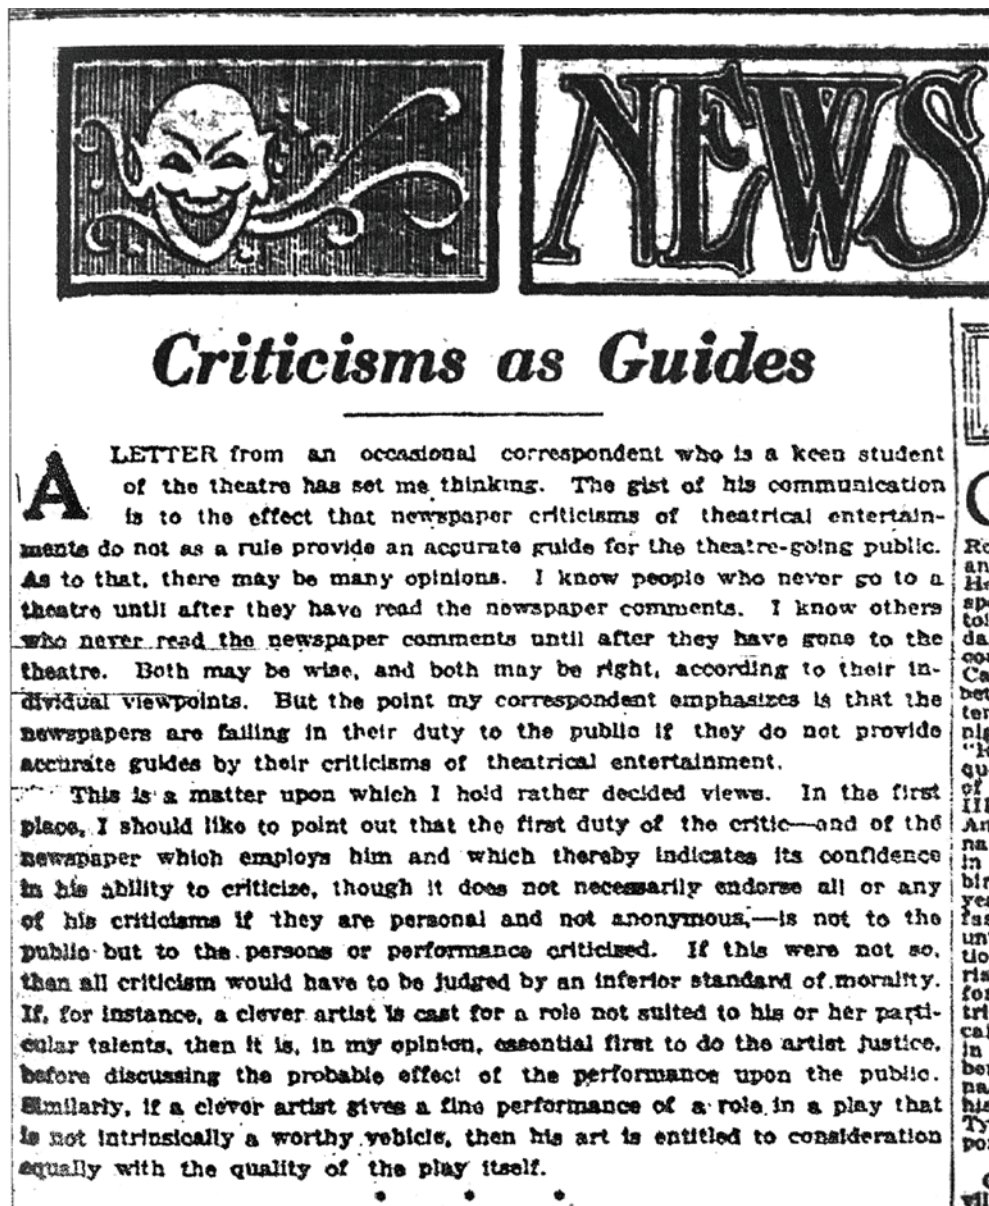 NEWS
Criticisms as Guides
A LETTER from an occasional correspondent who is a keen student
of the theatre has set me thinking. The gist of his communication
is to the effect that newspaper criticisms of theatrical entertain-
ments do not as a rule provide an accurate guide for the theatre-going public.
As to that, there may be many opinions. I know people who never go to a
theatre until after they have read the newspaper comments. I know others
who never read the newspaper comments until after they have gone to the
theatre. Both may be wise, and both may be right, according to their in-
dividual viewpoints. But the point my correspondent emphasizes is that the
newspapers are failing in their duty to the public if they do not provide
accurate guides by their criticisms of theatrical entertainment.
This is a matter upon which I hold rather decided views. In the first
place, I should like to point out that the first duty of the critic—and of the
newspaper which employs him and which thereby indicates its confidence
in his ability to criticize, though it does not necessarily endorse all or any
of his criticisms if they are personal and not anonymous,—is not to the
public but to the persons or performance criticised. If this were not so,
then all criticism would have to be judged by an inferior standard of morality.
If, for instance, a clever artist is cast for a role not suited to his or her parti-
cular talents, then it is, in my opinion, essential first to do the artist justice,
before discussing the probable effect of the performance upon the public.
Similarly, if a clever artist gives a fine performance of a role in a play that
is not intrinsically a worthy vehicle, then his art is entitled to consideration
equally with the quality of the play itself.
* * *